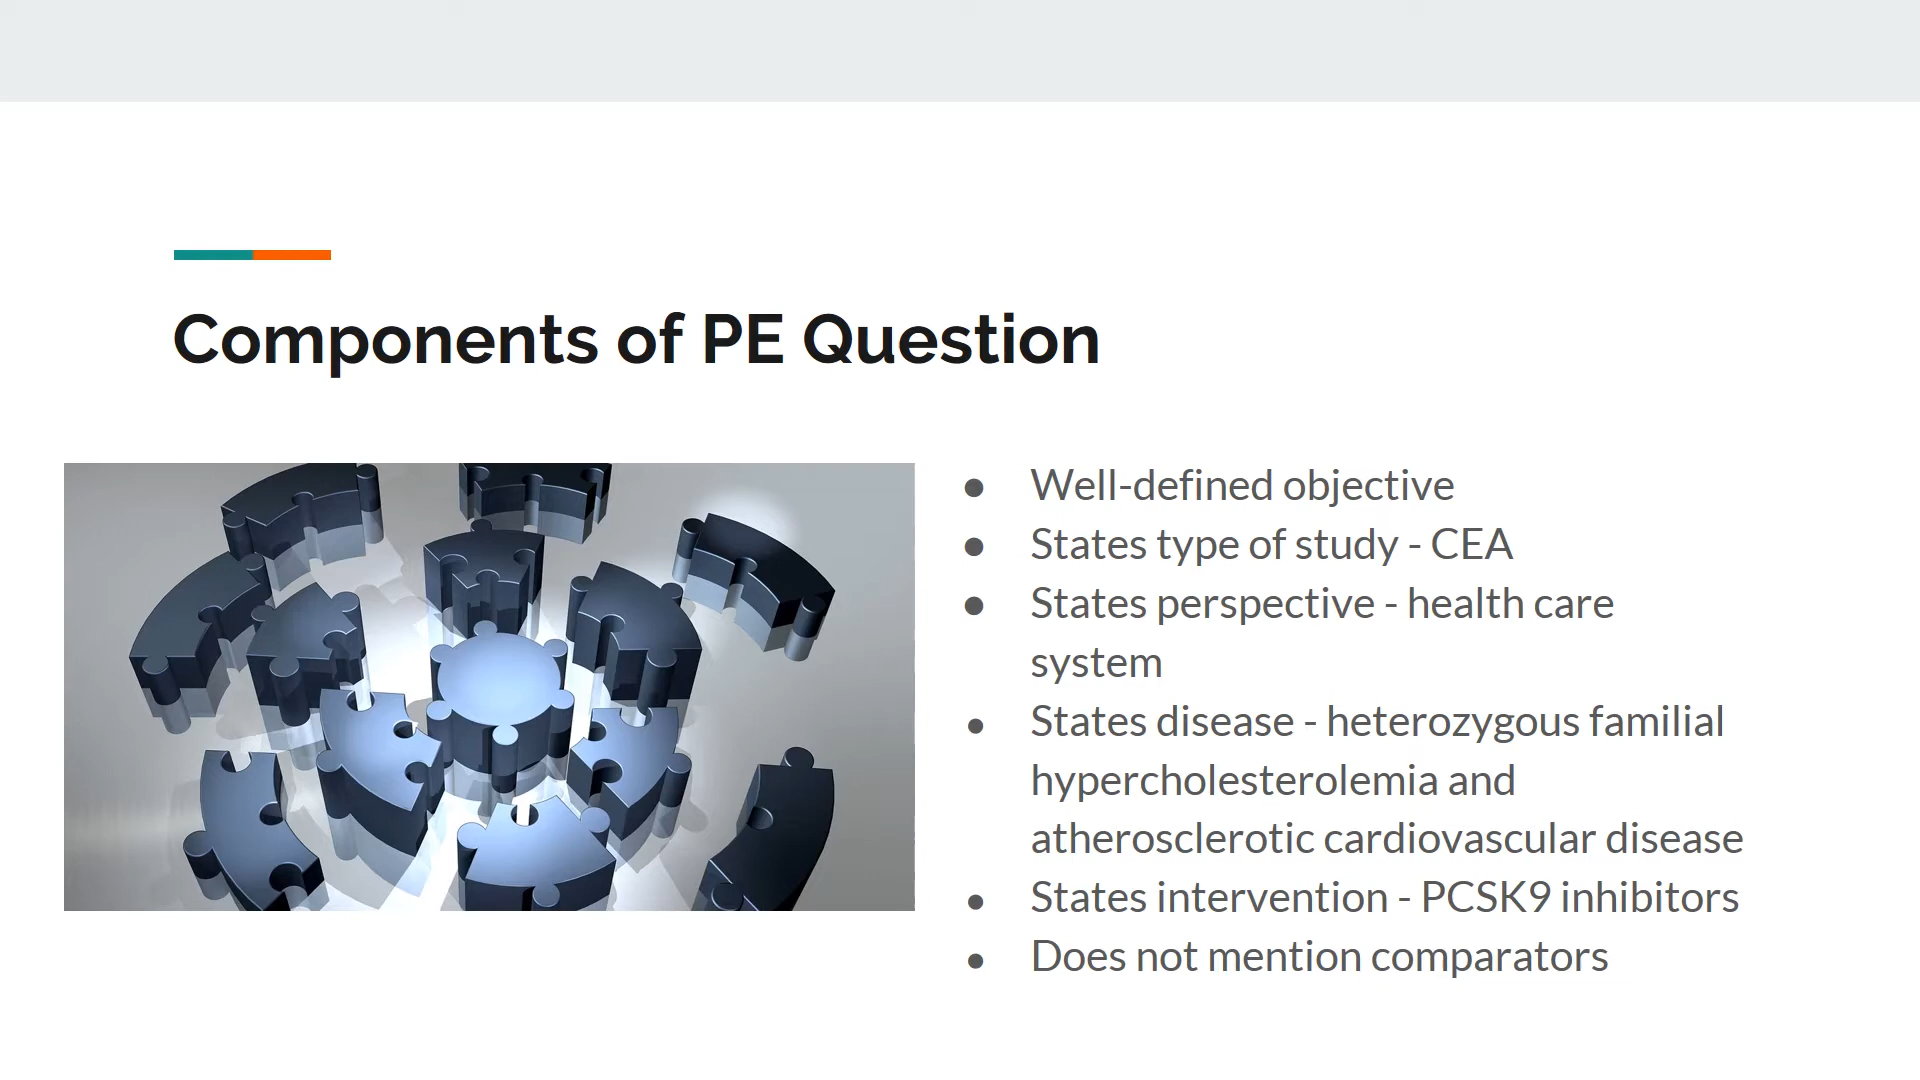 Components of PE Question
● Well-defined objective
● States type of study - CEA
● States perspective - health care
system
● States disease - heterozygous familial
hypercholesterolemia and
atherosclerotic cardiovascular disease
● States intervention - PCSK9 inhibitors
● Does not mention comparators